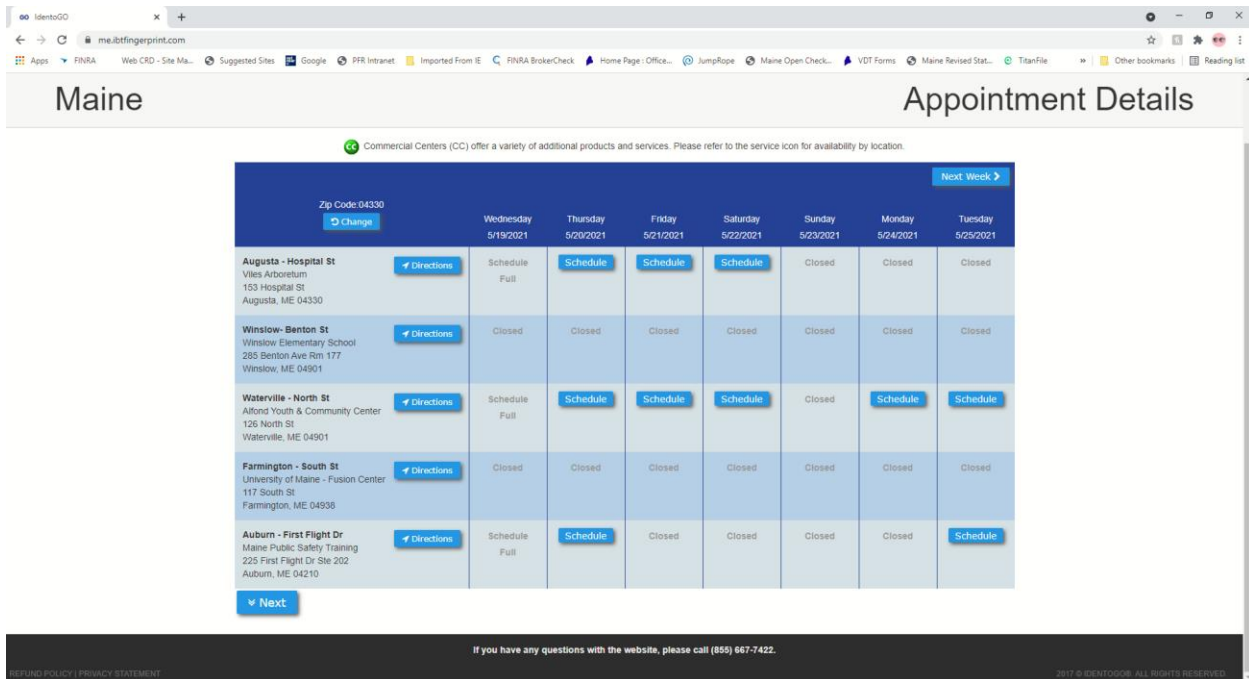 IdentoGO
me.ibtfingerprint.com
Apps FINRA Web CRD - Site Ma... Suggested Sites Google PFR Intranet Imported From IE FINRA BrokerCheck Home Page : Office... JumpRope Maine Open Check... VDT Forms Maine Revised Stat... TitanFile » Other bookmarks Reading list
Maine Appointment Details
CC Commercial Centers (CC) offer a variety of additional products and services. Please refer to the service icon for availability by location.
Next Week
Zip Code:04330
Change
Wednesday Thursday Friday Saturday Sunday Monday Tuesday
5/19/2021 5/20/2021 5/21/2021 5/22/2021 5/23/2021 5/24/2021 5/25/2021
Augusta - Hospital St Directions Schedule Full Schedule Schedule Schedule Closed Closed Closed
Viles Arboretum
153 Hospital St
Augusta, ME 04330
Winslow- Benton St Directions Closed Closed Closed Closed Closed Closed Closed
Winslow Elementary School
285 Benton Ave Rm 177
Winslow, ME 04901
Waterville - North St Directions Schedule Full Schedule Schedule Schedule Closed Schedule Schedule
Alfond Youth & Community Center
126 North St
Waterville, ME 04901
Farmington - South St Directions Closed Closed Closed Closed Closed Closed Closed
University of Maine - Fusion Center
117 South St
Farmington, ME 04938
Auburn - First Flight Dr Directions Schedule Full Schedule Closed Closed Closed Closed Schedule
Maine Public Safety Training
225 First Flight Dr Ste 202
Auburn, ME 04210
Next
If you have any questions with the website, please call (855) 667-7422.
REFUND POLICY | PRIVACY STATEMENT 2017 © IDENTOGO®. ALL RIGHTS RESERVED.